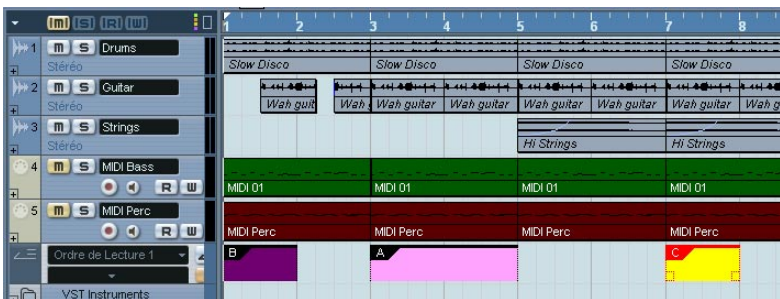 m S R W 1 2 3 4 5 6 7 8
1 m S Drums Slow Disco Slow Disco Slow Disco Slow Disco
Stéréo
2 m S Guitar
Stéréo Wah guit Wah Wah guitar Wah guitar Wah guitar Wah guitar Wah guitar Wah
3 m S Strings
Stéréo Hi Strings Hi Strings
4 m S MIDI Bass
R W MIDI 01 MIDI 01 MIDI 01 MIDI 01
5 m S MIDI Perc
R W MIDI Perc MIDI Perc MIDI Perc MIDI Perc
Ordre de Lecture 1 B A C
VST Instruments